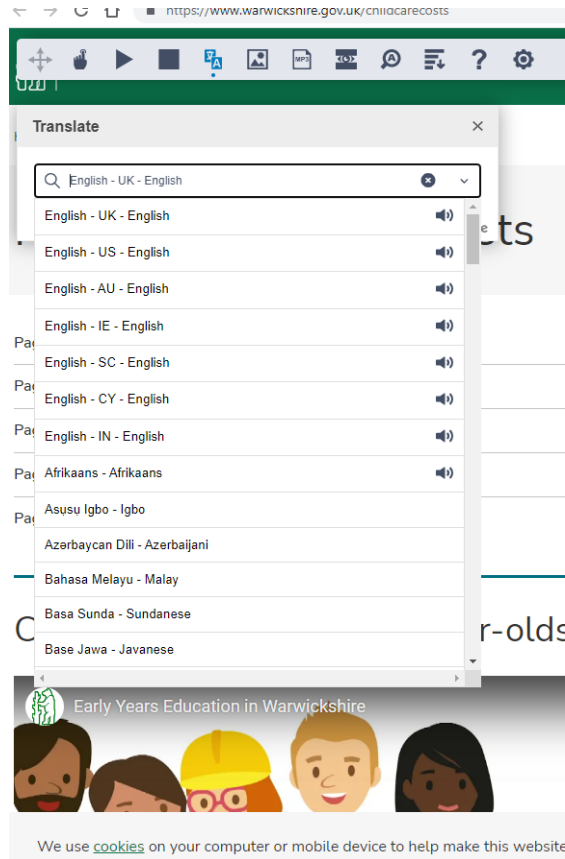 https://www.warwickshire.gov.uk/childcarecosts
MP3
?
Translate
English - UK - English
English - UK - English
English - US - English
English - AU - English
English - IE - English
English - SC - English
English - CY - English
English - IN - English
Afrikaans - Afrikaans
Asụsụ Igbo - Igbo
Azərbaycan Dili - Azerbaijani
Bahasa Melayu - Malay
Basa Sunda - Sundanese
Base Jawa - Javanese
ts
r-olds
Early Years Education in Warwickshire
We use cookies on your computer or mobile device to help make this website